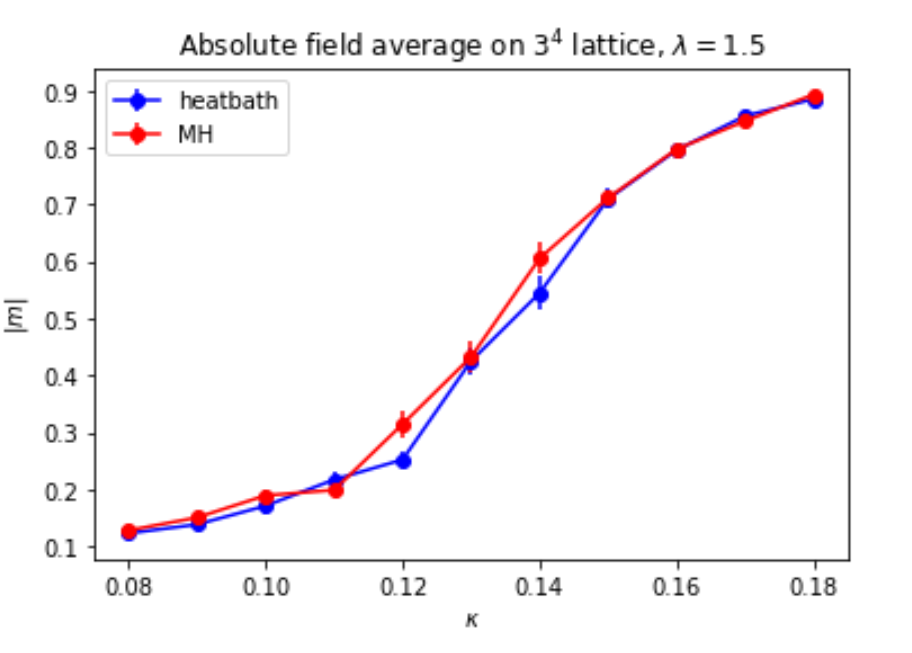 Absolute field average on 3⁴ lattice, λ = 1.5
heatbath
MH
|m|
0.9
0.8
0.7
0.6
0.5
0.4
0.3
0.2
0.1
0.08 0.10 0.12 0.14 0.16 0.18
κ